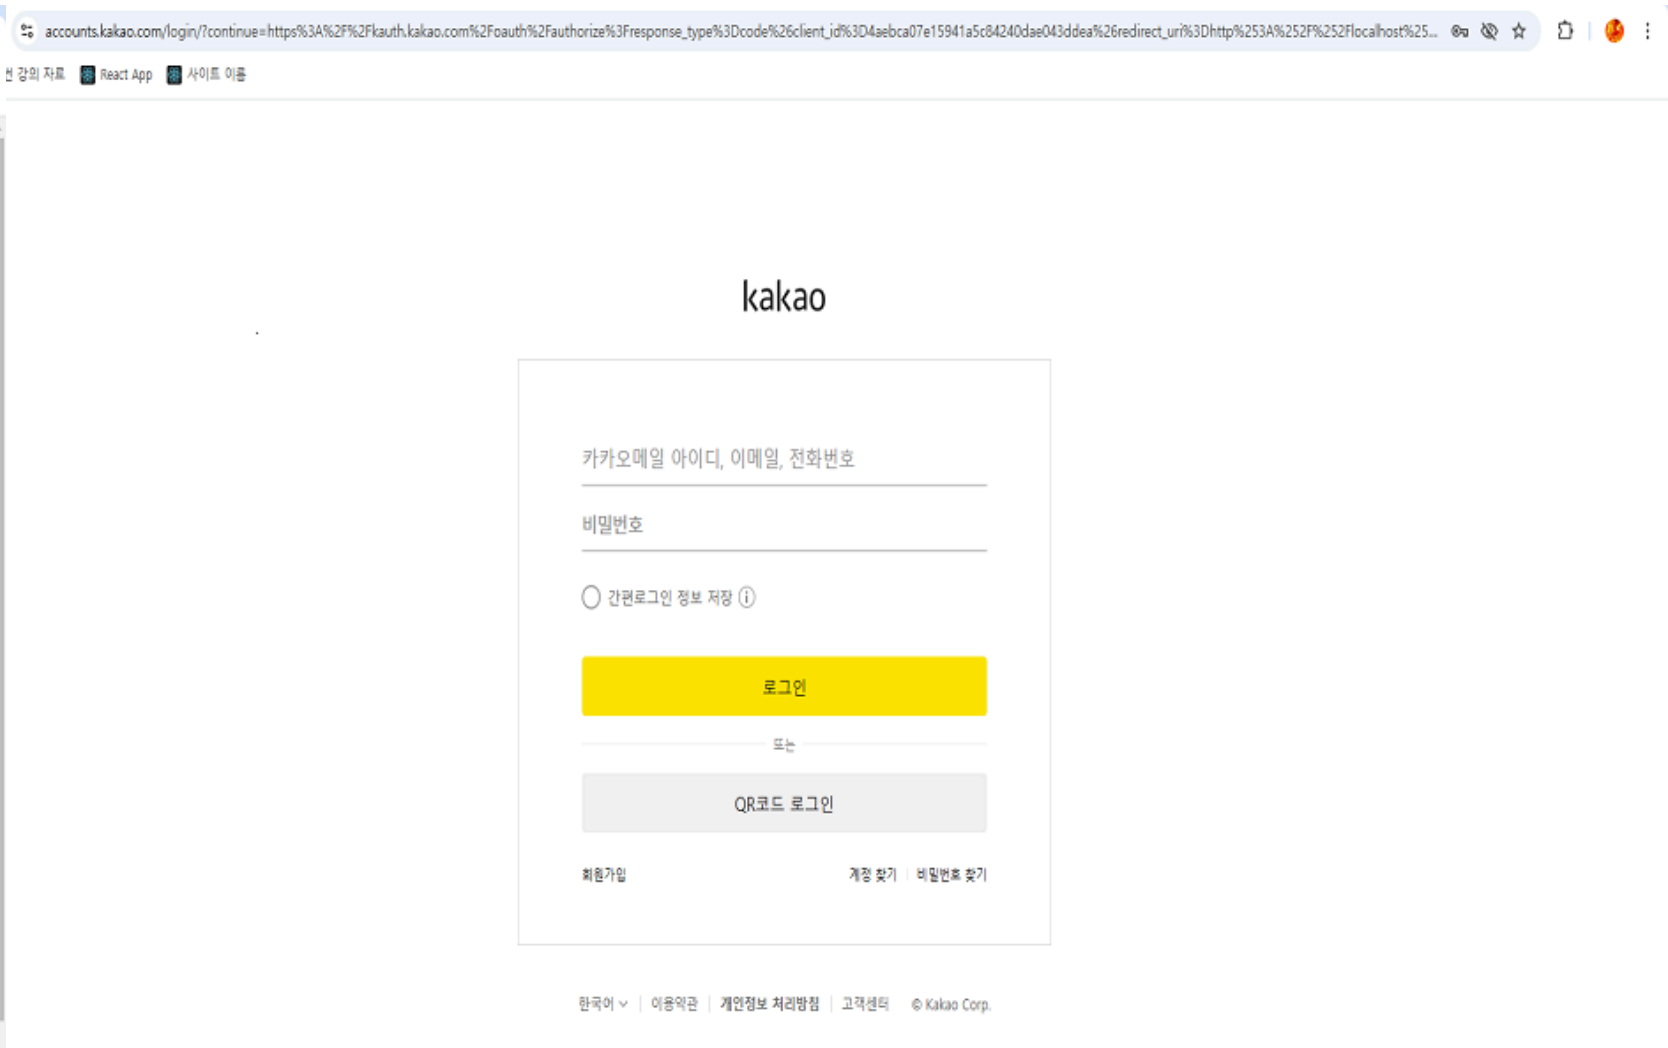 accounts.kakao.com/login/?continue=https%3A%2F%2Fkauth.kakao.com%2Foauth%2Fauthorize%3Fresponse_type%3Dcode%26client_id%3D4aebca07e15941a5c84240dae043ddea%26redirect_uri%3Dhttp%253A%252F%252Flocalhost%25...
강의 자료 React App 사이트 이름
kakao
카카오메일 아이디, 이메일, 전화번호
비밀번호
간편로그인 정보 저장
로그인
또는
QR코드 로그인
회원가입 계정 찾기 비밀번호 찾기
한국어 이용약관 개인정보 처리방침 고객센터 © Kakao Corp.